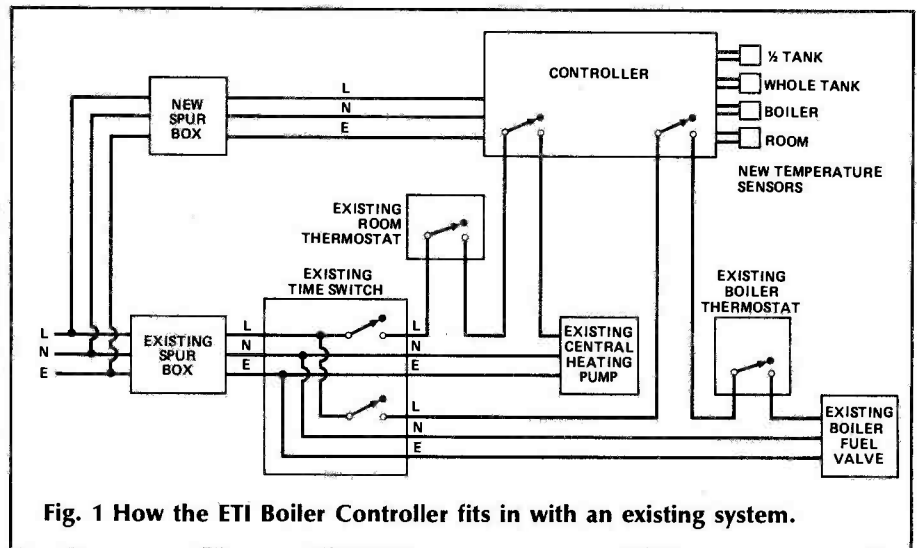 CONTROLLER
½ TANK
WHOLE TANK
BOILER
ROOM
NEW TEMPERATURE
SENSORS
NEW
SPUR
BOX
L
N
E
EXISTING
ROOM
THERMOSTAT
EXISTING
TIME SWITCH
EXISTING
BOILER
THERMOSTAT
L
N
E
EXISTING
SPUR
BOX
L
N
E
L
N
E
EXISTING
CENTRAL
HEATING
PUMP
L
N
E
EXISTING
BOILER
FUEL
VALVE
Fig. 1 How the ETI Boiler Controller fits in with an existing system.